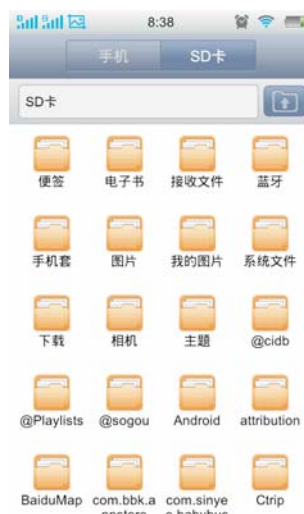 8:38
手机 SD卡
SD卡
便签 电子书 接收文件 蓝牙
手机套 图片 我的图片 系统文件
下载 相机 主题 @cidb
@Playlists @sogou Android attribution
BaiduMap com.bbk.a com.sinye Ctrip
ppstore e.babybus